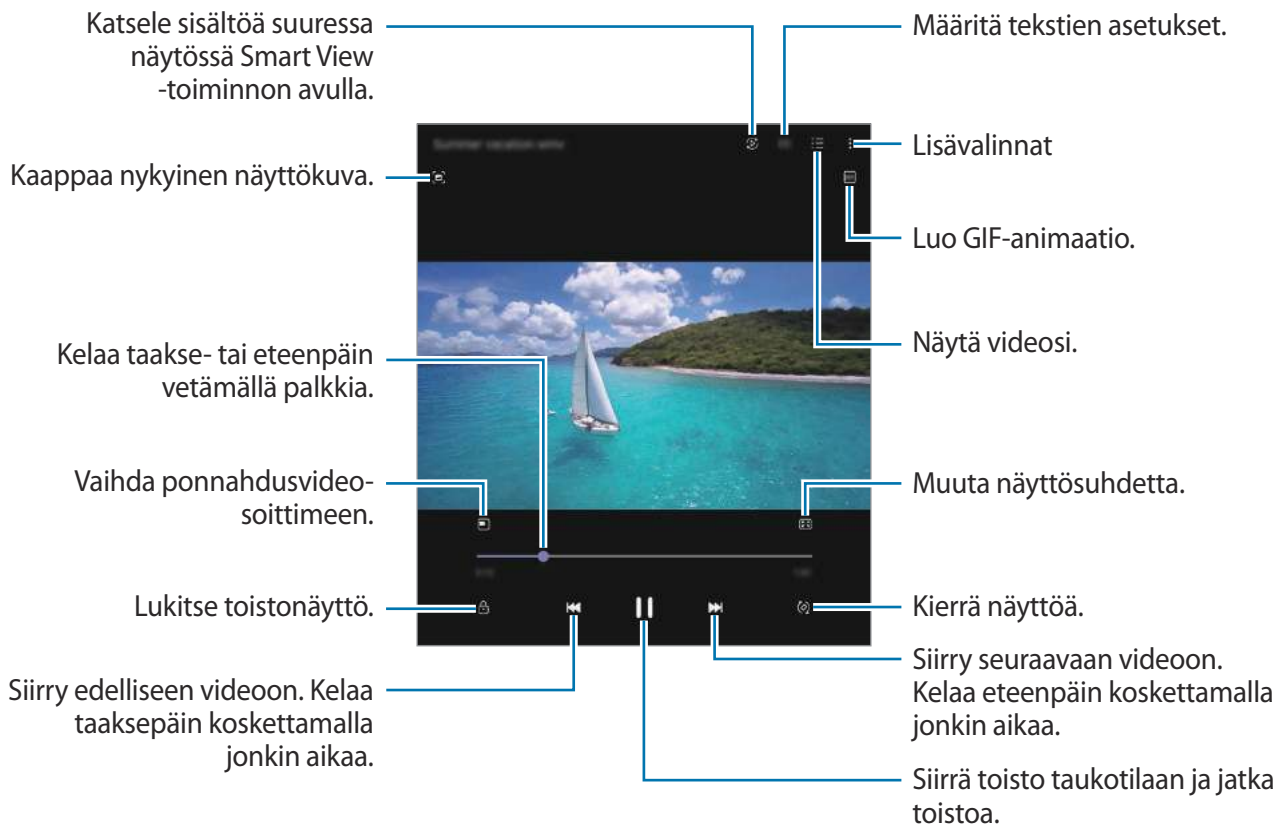 Katsele sisältöä suuressa
näytössä Smart View
-toiminnon avulla.
Määritä tekstien asetukset.
Lisävalinnat
Kaappaa nykyinen näyttökuva.
Luo GIF-animaatio.
Näytä videosi.
Kelaa taakse- tai eteenpäin
vetämällä palkkia.
Vaihda ponnahdusvideo-
soittimeen.
Muuta näyttösuhdetta.
Lukitse toistonäyttö.
Kierrä näyttöä.
Siirry edelliseen videoon. Kelaa
taaksepäin koskettamalla
jonkin aikaa.
Siirry seuraavaan videoon.
Kelaa eteenpäin koskettamalla
jonkin aikaa.
Siirrä toisto taukotilaan ja jatka
toistoa.